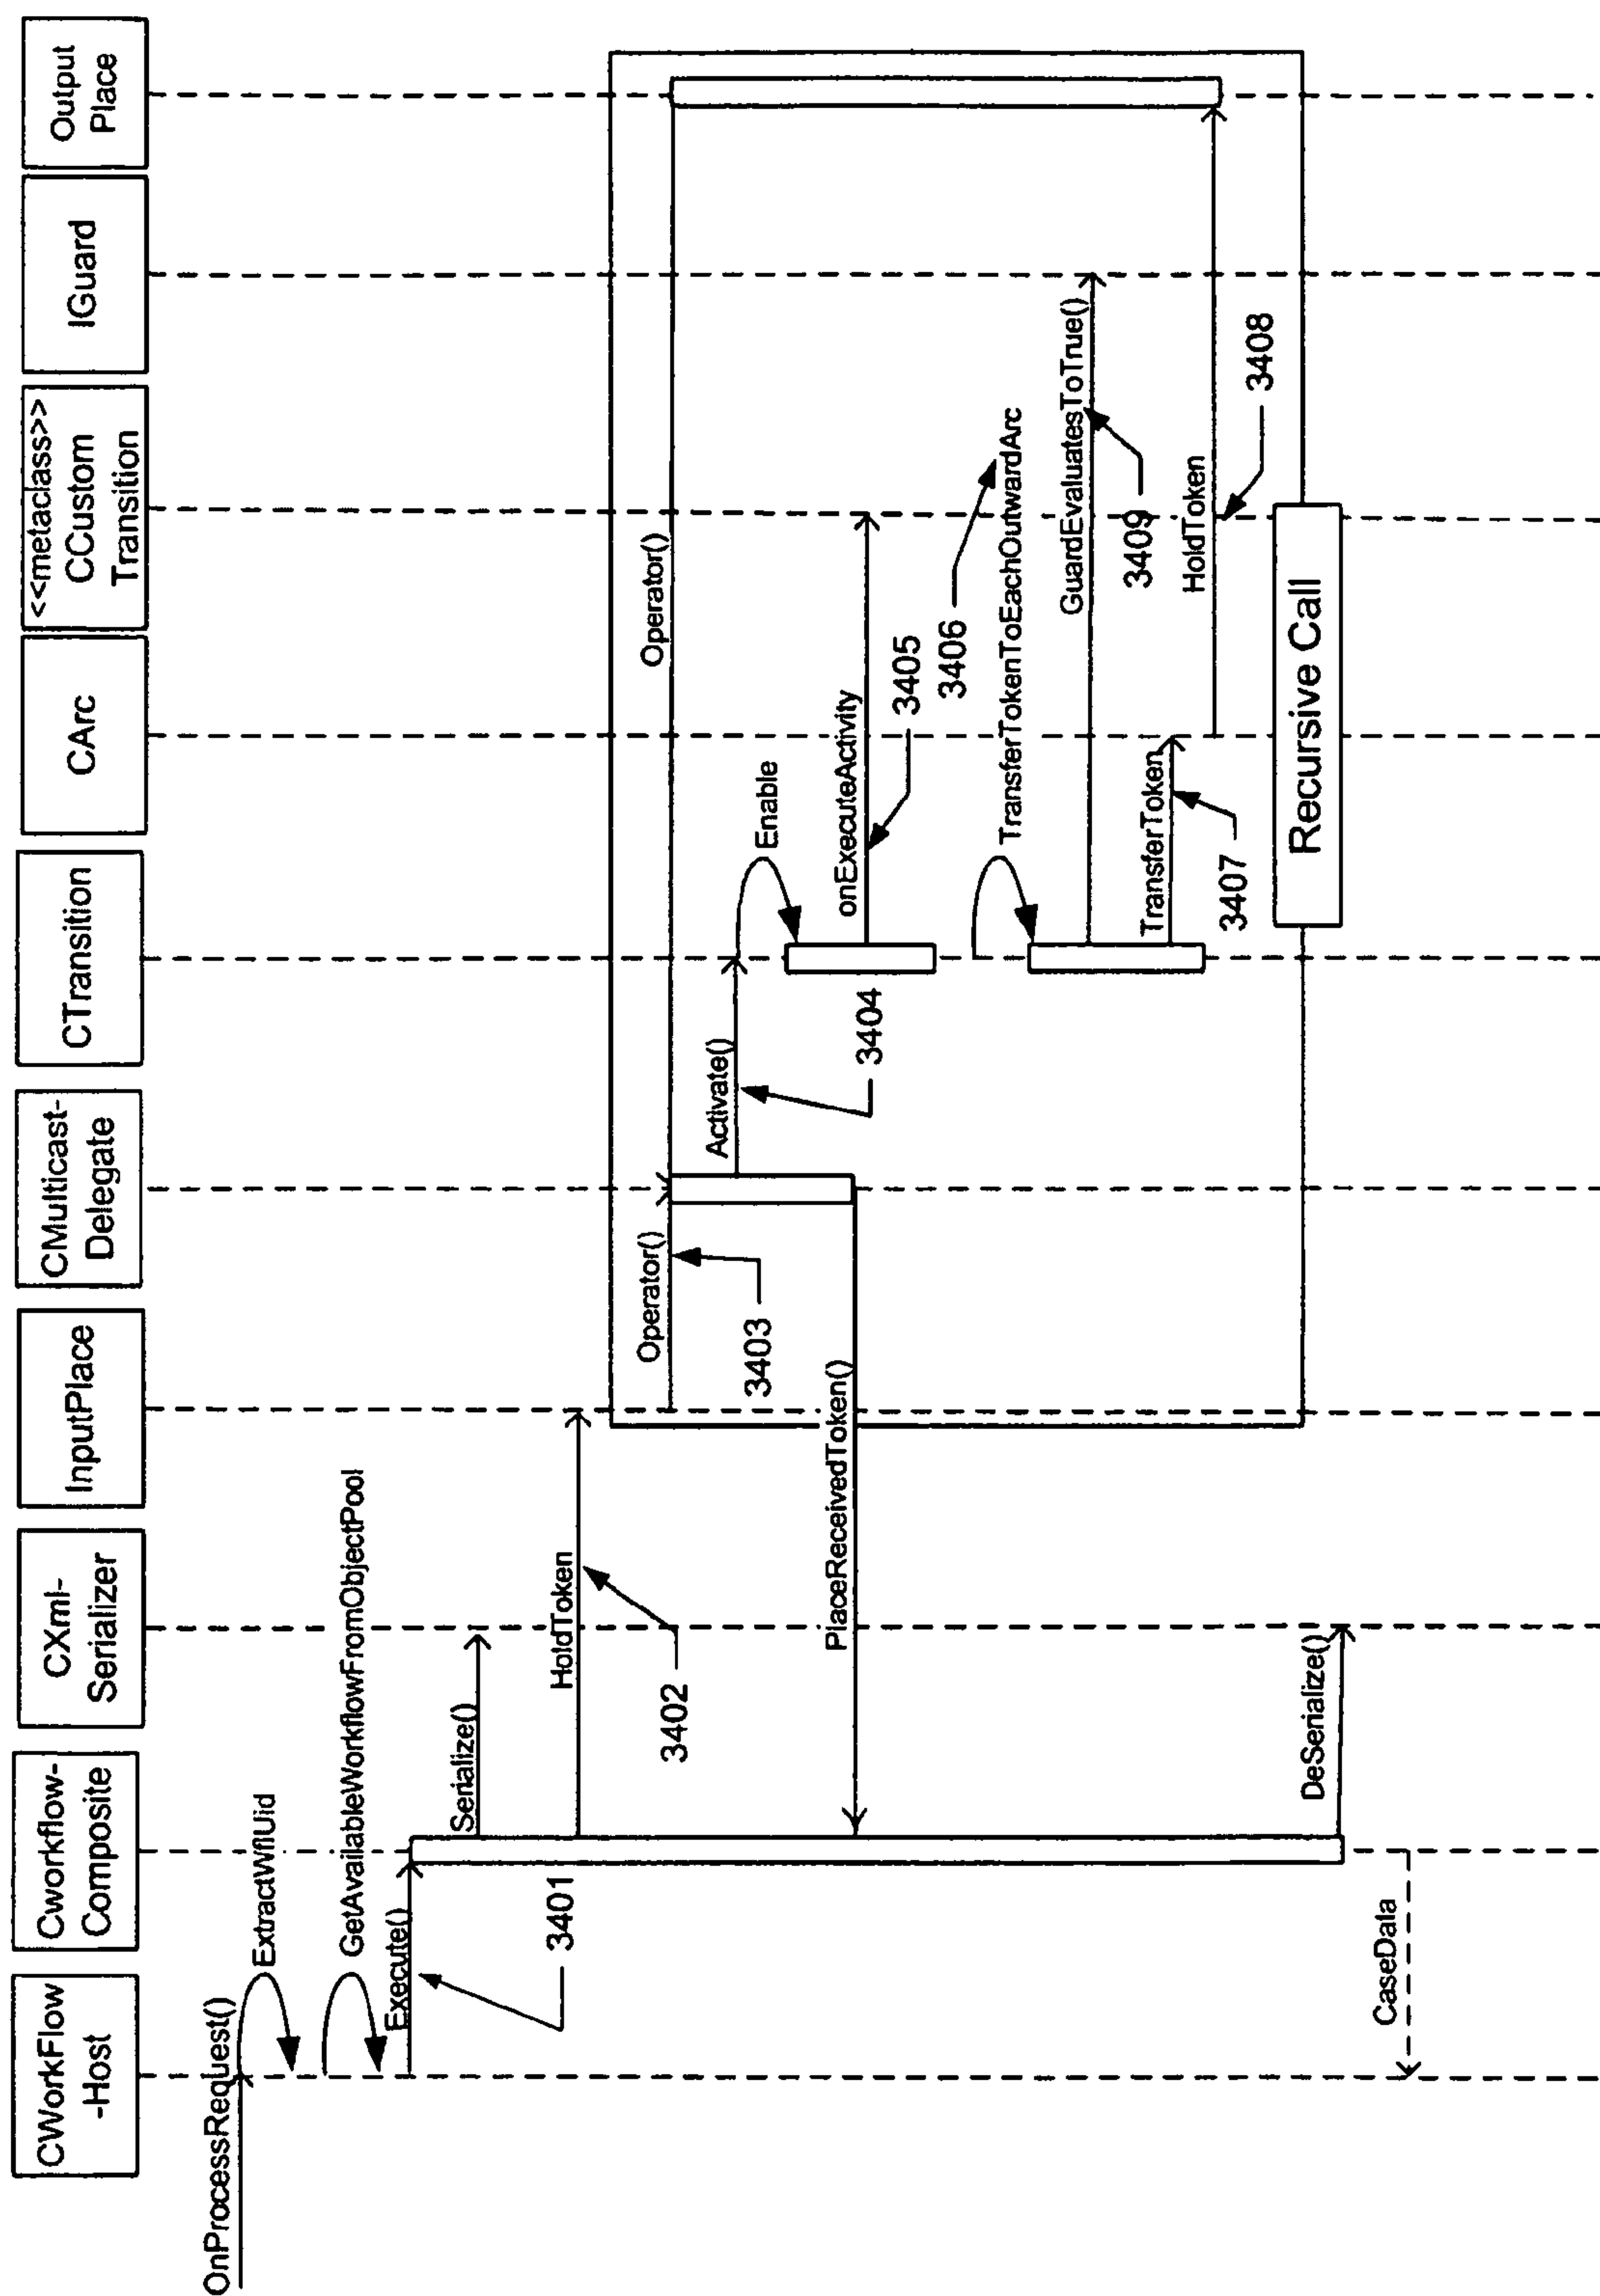 CWorkFlow
-Host
Cworkflow-
Composite
CXml-
Serializer
InputPlace
CMulticast-
Delegate
CTransition
CArc
<<metaclass>>
CCustom
Transition
IGuard
Output
Place
OnProcessRequest()
ExtractWflUid
GetAvailableWorkflowFromObjectPool
Execute()
3401
Serialize()
HoldToken
3402
Operator()
3403
Operator()
Activate()
3404
Enable
PlaceReceivedToken()
onExecuteActivity
3405
3406
TransferTokenToEachOutwardArc
GuardEvaluatesToTrue()
3409
TransferToken
3407
HoldToken
3408
Recursive Call
DeSerialize()
CaseData